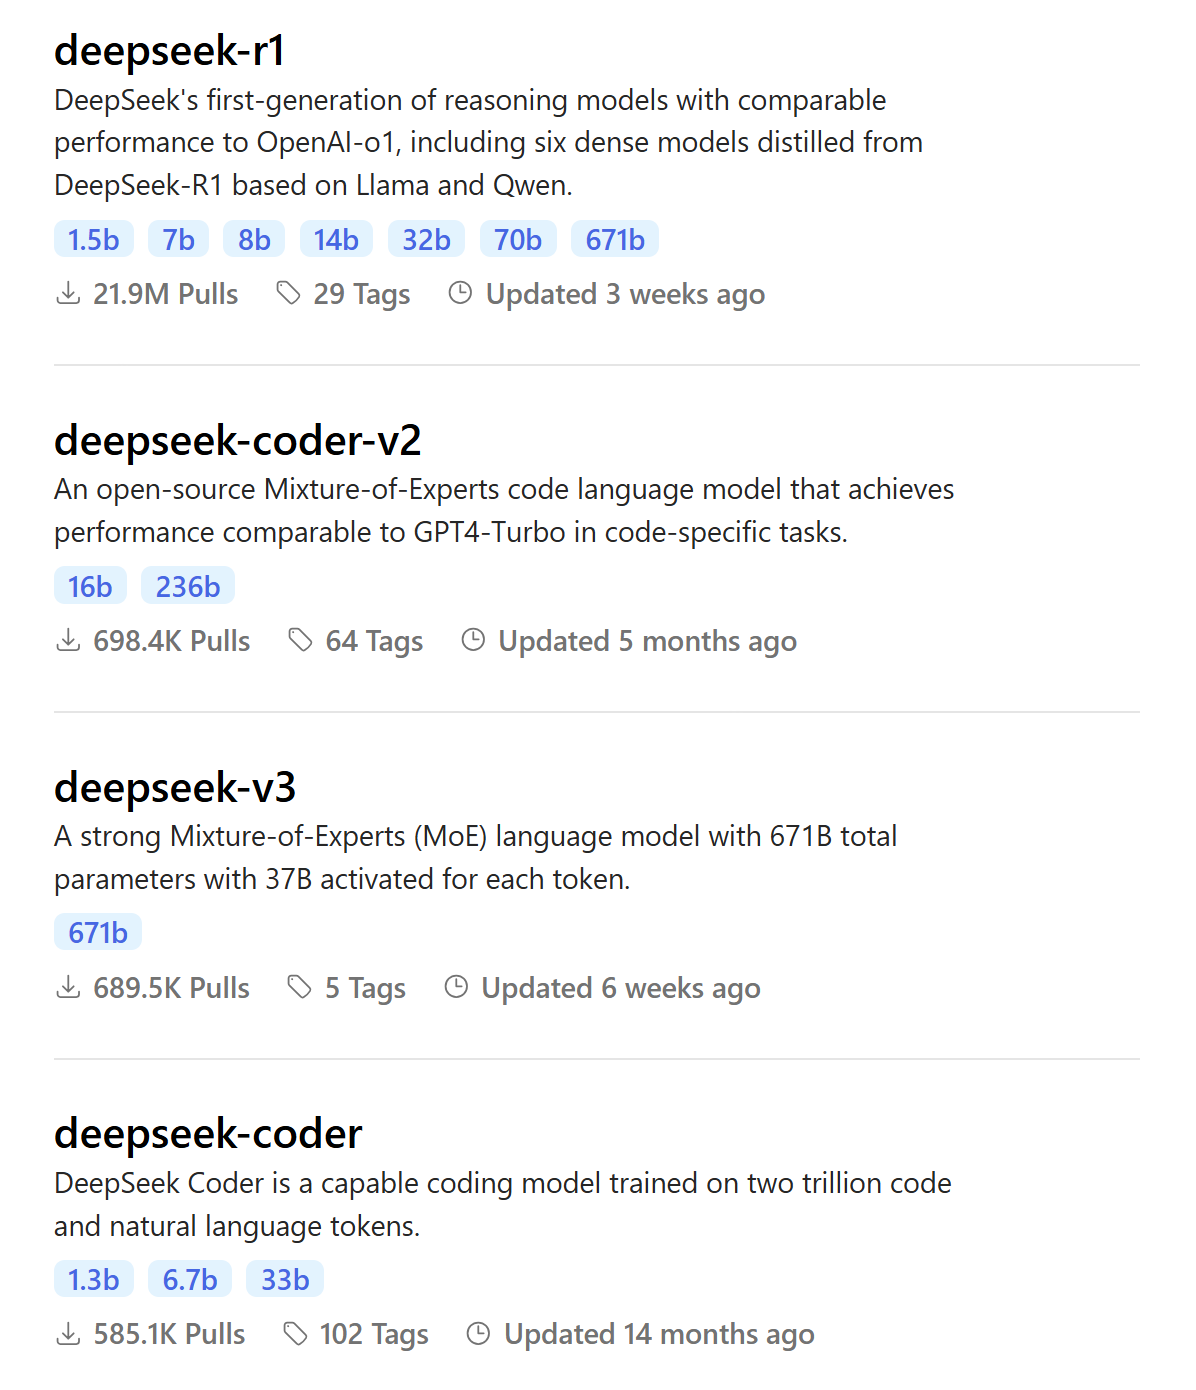 deepseek-r1
DeepSeek's first-generation of reasoning models with comparable
performance to OpenAI-o1, including six dense models distilled from
DeepSeek-R1 based on Llama and Qwen.
1.5b 7b 8b 14b 32b 70b 671b
21.9M Pulls 29 Tags Updated 3 weeks ago
deepseek-coder-v2
An open-source Mixture-of-Experts code language model that achieves
performance comparable to GPT4-Turbo in code-specific tasks.
16b 236b
698.4K Pulls 64 Tags Updated 5 months ago
deepseek-v3
A strong Mixture-of-Experts (MoE) language model with 671B total
parameters with 37B activated for each token.
671b
689.5K Pulls 5 Tags Updated 6 weeks ago
deepseek-coder
DeepSeek Coder is a capable coding model trained on two trillion code
and natural language tokens.
1.3b 6.7b 33b
585.1K Pulls 102 Tags Updated 14 months ago